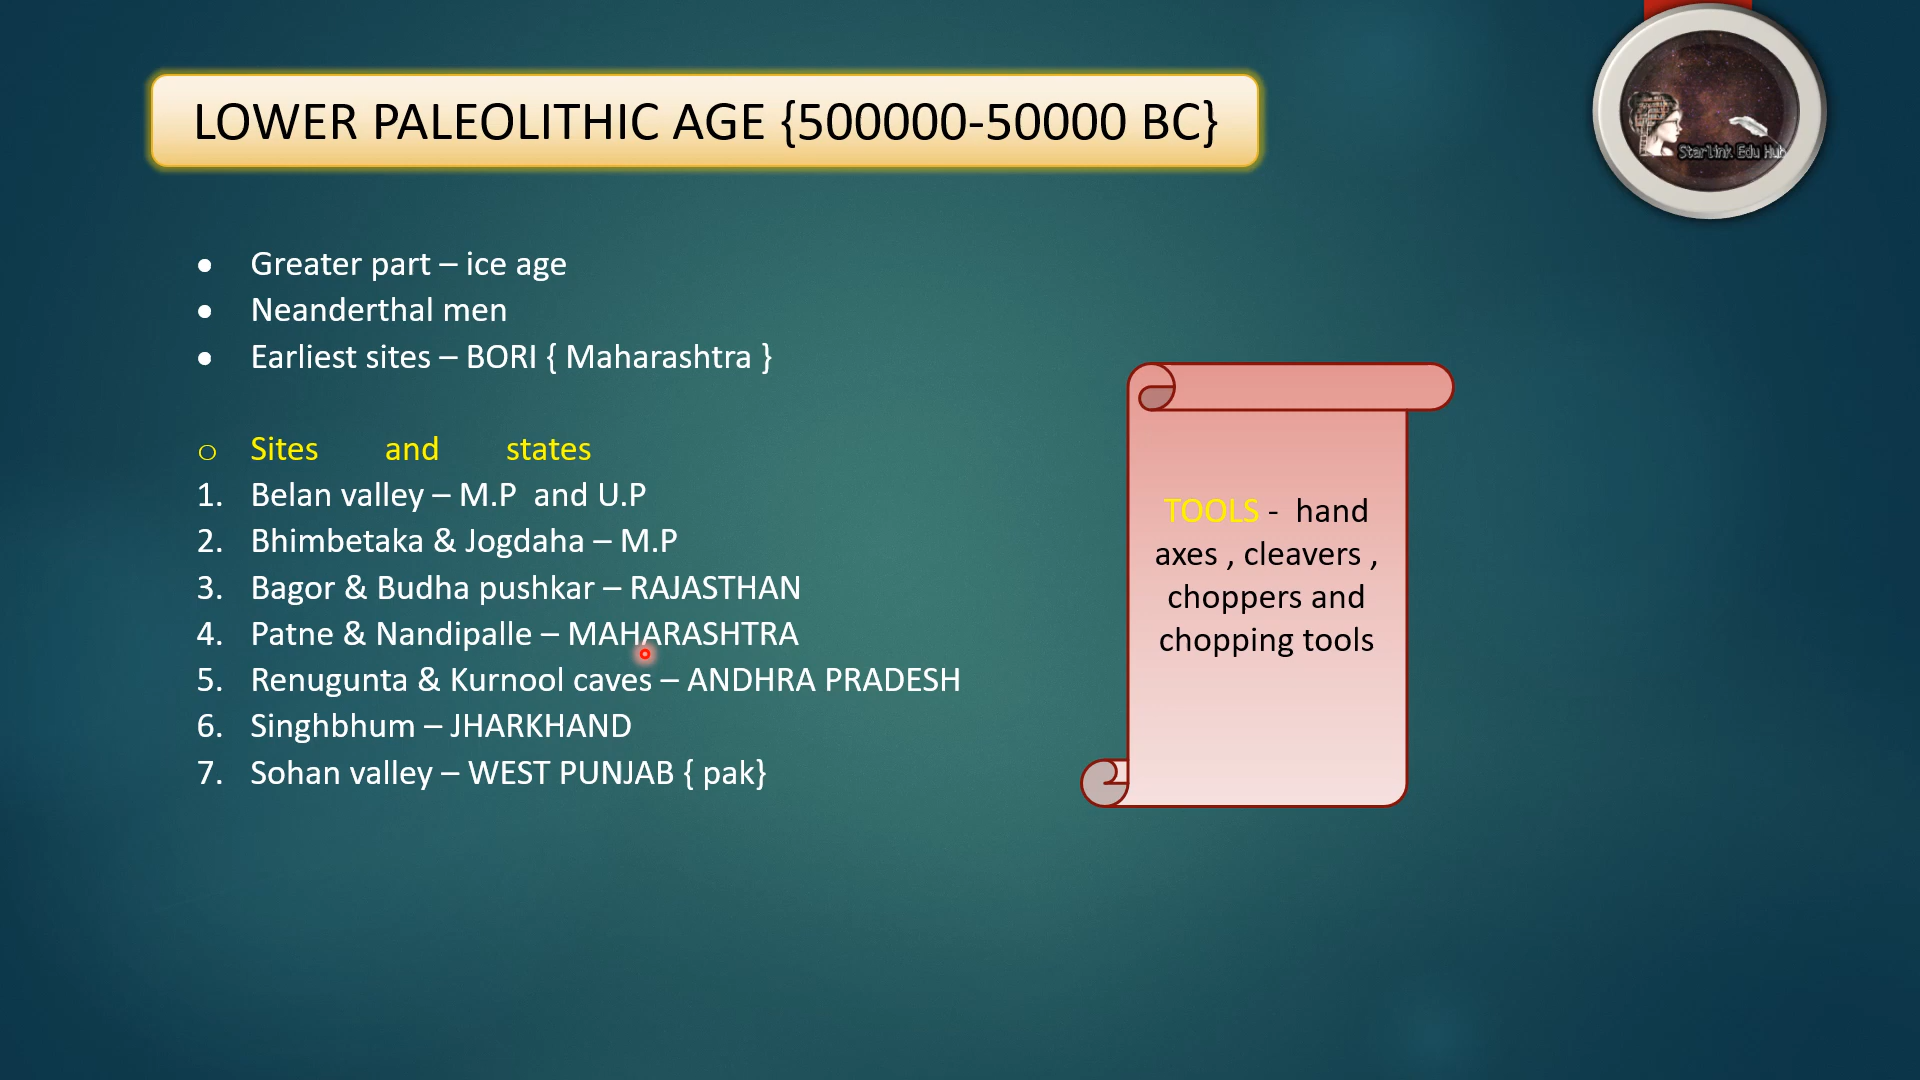 LOWER PALEOLITHIC AGE {500000-50000 BC}
Starlink Edu Hub
• Greater part – ice age
• Neanderthal men
• Earliest sites – BORI { Maharashtra }
o Sites and states
1. Belan valley – M.P and U.P
2. Bhimbetaka & Jogdaha – M.P
3. Bagor & Budha pushkar – RAJASTHAN
4. Patne & Nandipalle – MAHARASHTRA
5. Renugunta & Kurnool caves – ANDHRA PRADESH
6. Singhbhum – JHARKHAND
7. Sohan valley – WEST PUNJAB { pak}
TOOLS - hand
axes , cleavers ,
choppers and
chopping tools